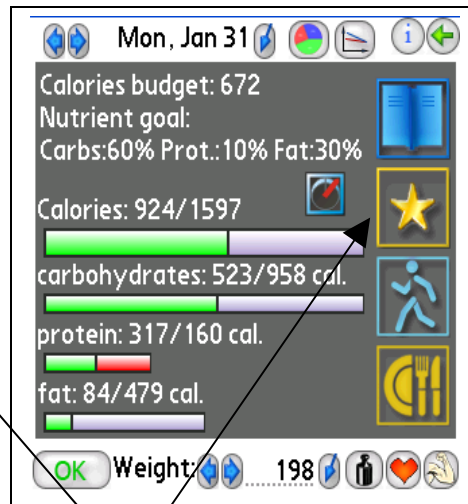 Mon, Jan 31
i
Calories budget: 672
Nutrient goal:
Carbs:60% Prot.:10% Fat:30%
Calories: 924/1597
carbohydrates: 523/958 cal.
protein: 317/160 cal.
fat: 84/479 cal.
OK Weight: 198